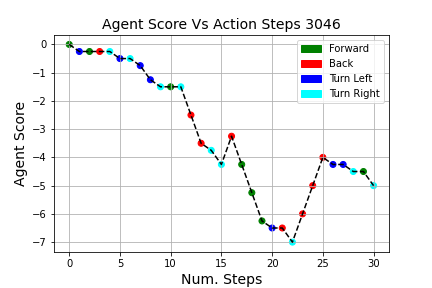 Agent Score Vs Action Steps 3046
Forward
Back
Turn Left
Turn Right
Agent Score
0
−1
−2
−3
−4
−5
−6
−7
0
5
10
15
20
25
30
Num. Steps